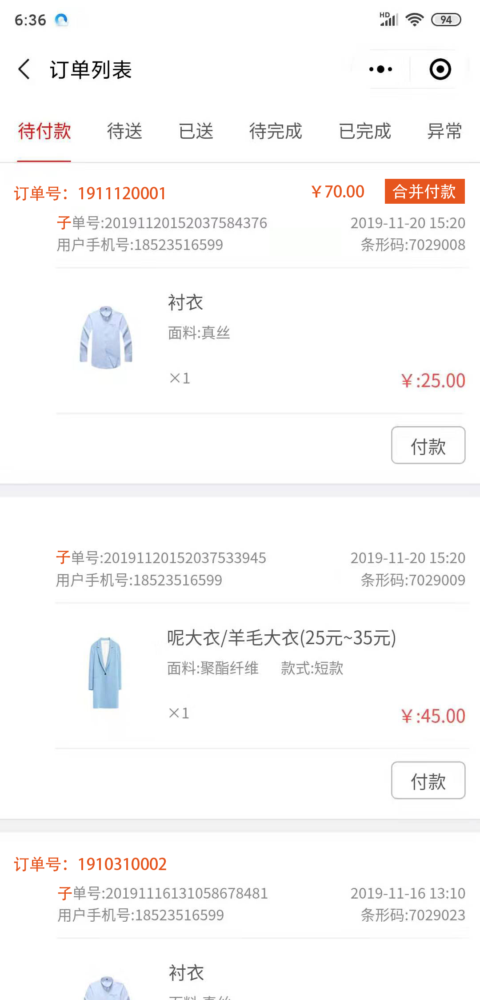 6:36 HD 94
订单列表
待付款 待送 已送 待完成 已完成 异常
订单号：1911120001 ￥70.00 合并付款
子单号:20191120152037584376 2019-11-20 15:20
用户手机号:18523516599 条形码:7029008
衬衣
面料:真丝
×1 ￥:25.00
付款
子单号:20191120152037533945 2019-11-20 15:20
用户手机号:18523516599 条形码:7029009
呢大衣/羊毛大衣(25元~35元)
面料:聚酯纤维 款式:短款
×1 ￥:45.00
付款
订单号：1910310002
子单号:20191116131058678481 2019-11-16 13:10
用户手机号:18523516599 条形码:7029023
衬衣